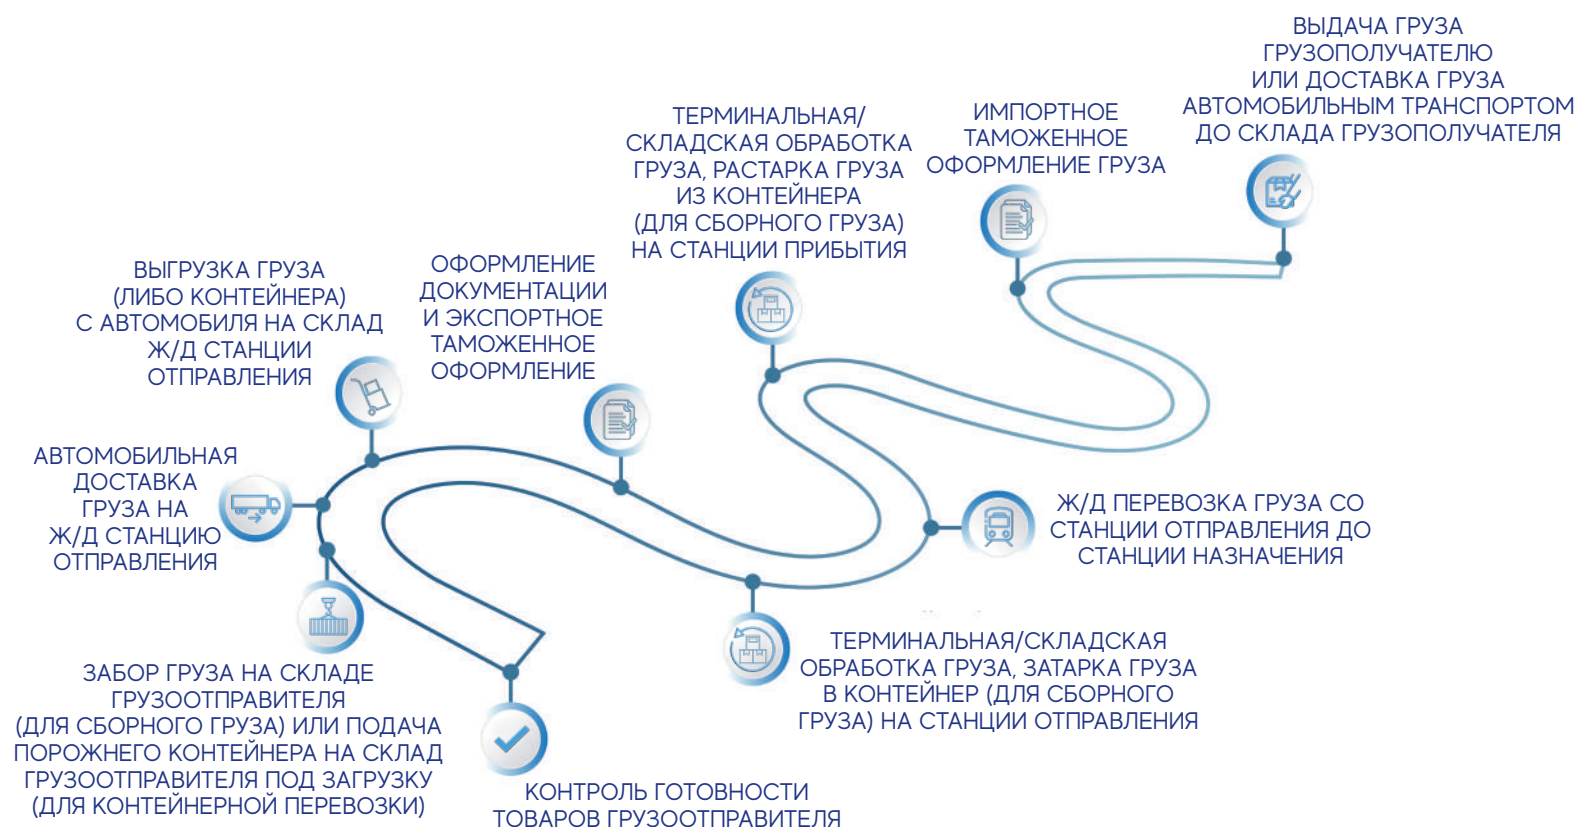 ВЫДАЧА ГРУЗА
ГРУЗОПОЛУЧАТЕЛЮ
ИЛИ ДОСТАВКА ГРУЗА
АВТОМОБИЛЬНЫМ ТРАНСПОРТОМ
ДО СКЛАДА ГРУЗОПОЛУЧАТЕЛЯ
ИМПОРТНОЕ
ТАМОЖЕННОЕ
ОФОРМЛЕНИЕ ГРУЗА
ТЕРМИНАЛЬНАЯ/
СКЛАДСКАЯ ОБРАБОТКА
ГРУЗА, РАСТАРКА ГРУЗА
ИЗ КОНТЕЙНЕРА
(ДЛЯ СБОРНОГО ГРУЗА)
НА СТАНЦИИ ПРИБЫТИЯ
ОФОРМЛЕНИЕ
ДОКУМЕНТАЦИИ
И ЭКСПОРТНОЕ
ТАМОЖЕННОЕ
ОФОРМЛЕНИЕ
ВЫГРУЗКА ГРУЗА
(ЛИБО КОНТЕЙНЕРА)
С АВТОМОБИЛЯ НА СКЛАД
Ж/Д СТАНЦИИ
ОТПРАВЛЕНИЯ
АВТОМОБИЛЬНАЯ
ДОСТАВКА
ГРУЗА НА
Ж/Д СТАНЦИЮ
ОТПРАВЛЕНИЯ
Ж/Д ПЕРЕВОЗКА ГРУЗА СО
СТАНЦИИ ОТПРАВЛЕНИЯ ДО
СТАНЦИИ НАЗНАЧЕНИЯ
ТЕРМИНАЛЬНАЯ/СКЛАДСКАЯ
ОБРАБОТКА ГРУЗА, ЗАТАРКА ГРУЗА
В КОНТЕЙНЕР (ДЛЯ СБОРНОГО
ГРУЗА) НА СТАНЦИИ ОТПРАВЛЕНИЯ
ЗАБОР ГРУЗА НА СКЛАДЕ
ГРУЗООТПРАВИТЕЛЯ
(ДЛЯ СБОРНОГО ГРУЗА) ИЛИ ПОДАЧА
ПОРОЖНЕГО КОНТЕЙНЕРА НА СКЛАД
ГРУЗООТПРАВИТЕЛЯ ПОД ЗАГРУЗКУ
(ДЛЯ КОНТЕЙНЕРНОЙ ПЕРЕВОЗКИ)
КОНТРОЛЬ ГОТОВНОСТИ
ТОВАРОВ ГРУЗООТПРАВИТЕЛЯ